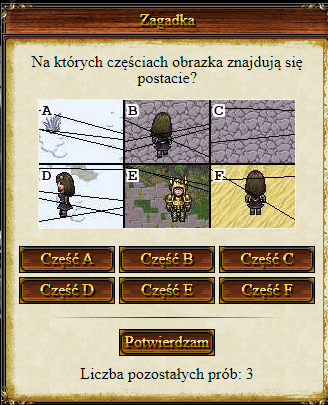 Zagadka
Na których częściach obrazka znajdują się
postacie?
A B C
D E F
Część A Część B Część C
Część D Część E Część F
Potwierdzam
Liczba pozostałych prób: 3